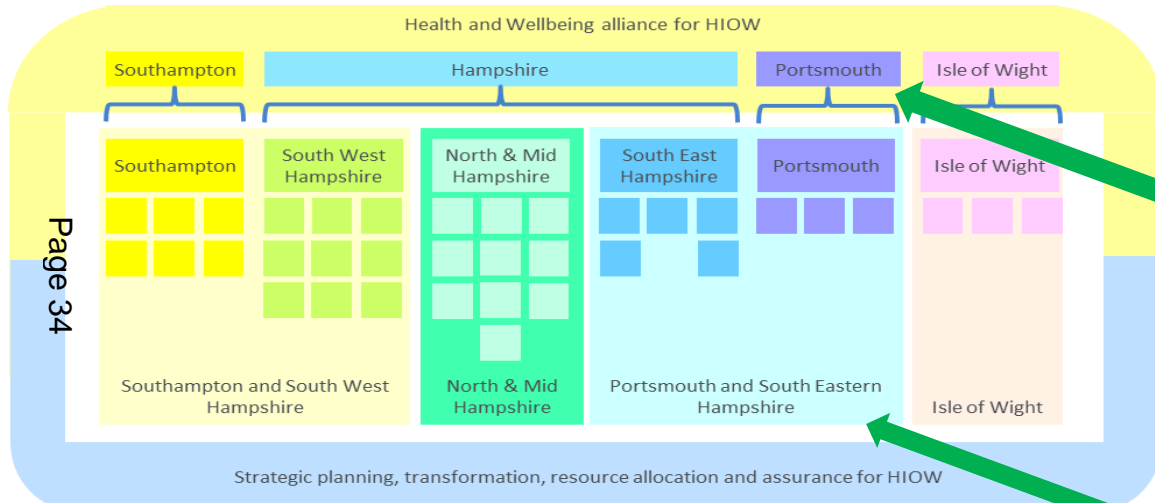 Health and Wellbeing alliance for HIOW
Southampton
Hampshire
Portsmouth
Isle of Wight
Southampton
South West
Hampshire
North & Mid
Hampshire
South East
Hampshire
Portsmouth
Isle of Wight
Page 34
Southampton and South West
Hampshire
North & Mid
Hampshire
Portsmouth and South Eastern
Hampshire
Isle of Wight
Strategic planning, transformation, resource allocation and assurance for HIOW